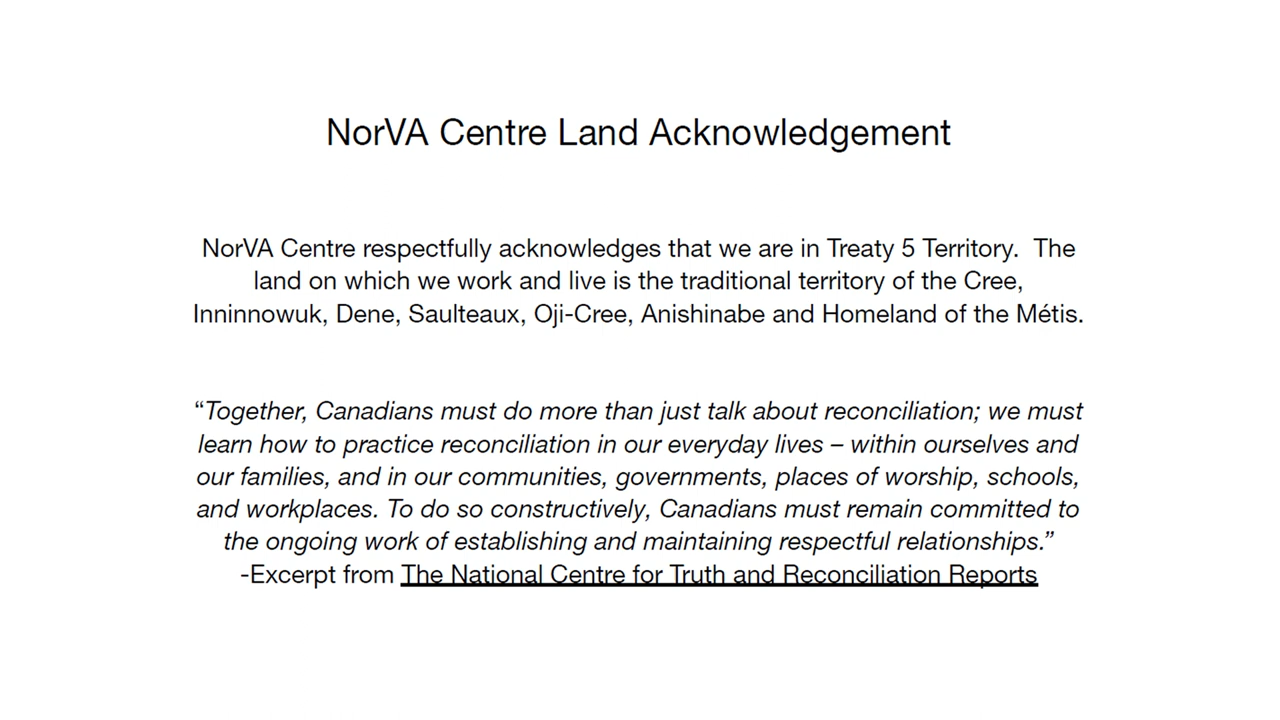 NorVA Centre Land Acknowledgement
NorVA Centre respectfully acknowledges that we are in Treaty 5 Territory.  The
land on which we work and live is the traditional territory of the Cree,
Inninnowuk, Dene, Saulteaux, Oji-Cree, Anishinabe and Homeland of the Métis.
“Together, Canadians must do more than just talk about reconciliation; we must
learn how to practice reconciliation in our everyday lives – within ourselves and
our families, and in our communities, governments, places of worship, schools,
and workplaces. To do so constructively, Canadians must remain committed to
the ongoing work of establishing and maintaining respectful relationships.”
-Excerpt from The National Centre for Truth and Reconciliation Reports